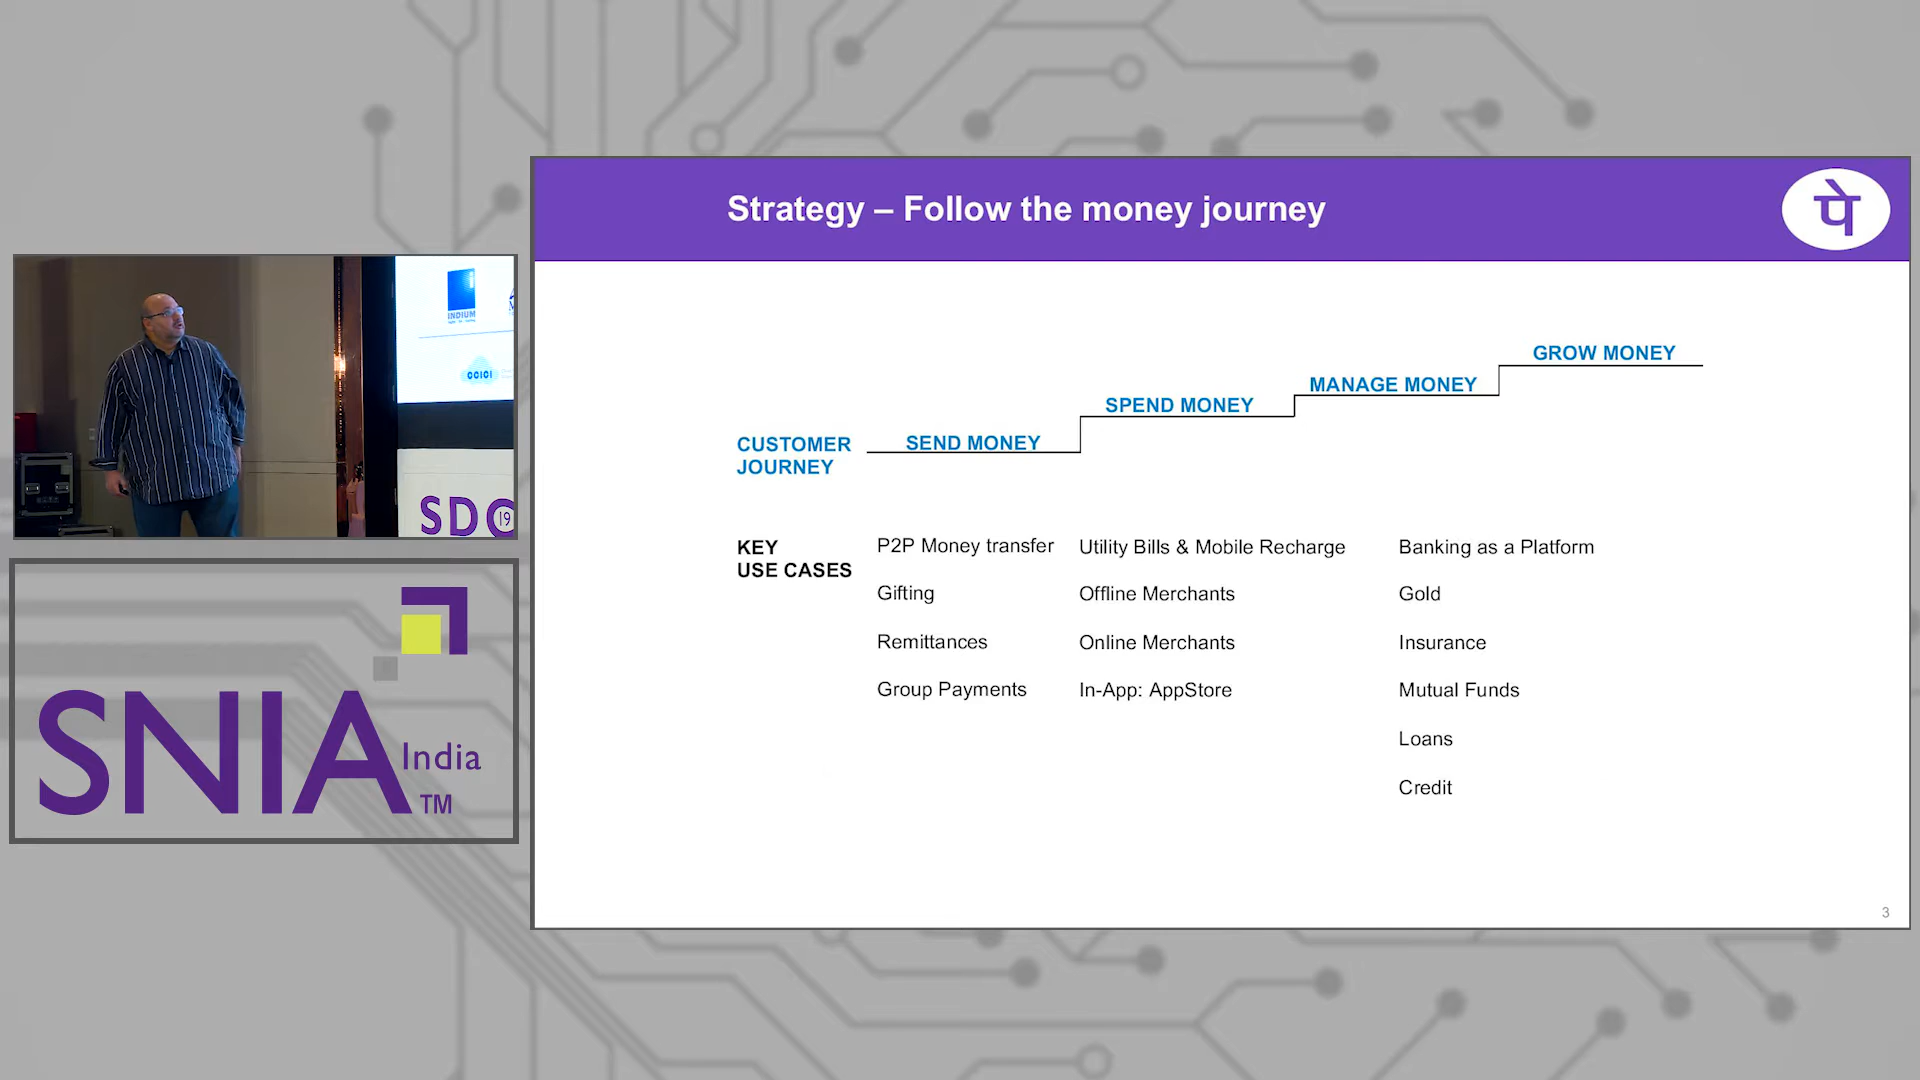 Strategy – Follow the money journey
पे
GROW MONEY
MANAGE MONEY
SPEND MONEY
SEND MONEY
CUSTOMER
JOURNEY
KEY
USE CASES
P2P Money transfer
Gifting
Remittances
Group Payments
Utility Bills & Mobile Recharge
Offline Merchants
Online Merchants
In-App: AppStore
Banking as a Platform
Gold
Insurance
Mutual Funds
Loans
Credit
3
INDIUM
SDC
19
SNIA
India
TM